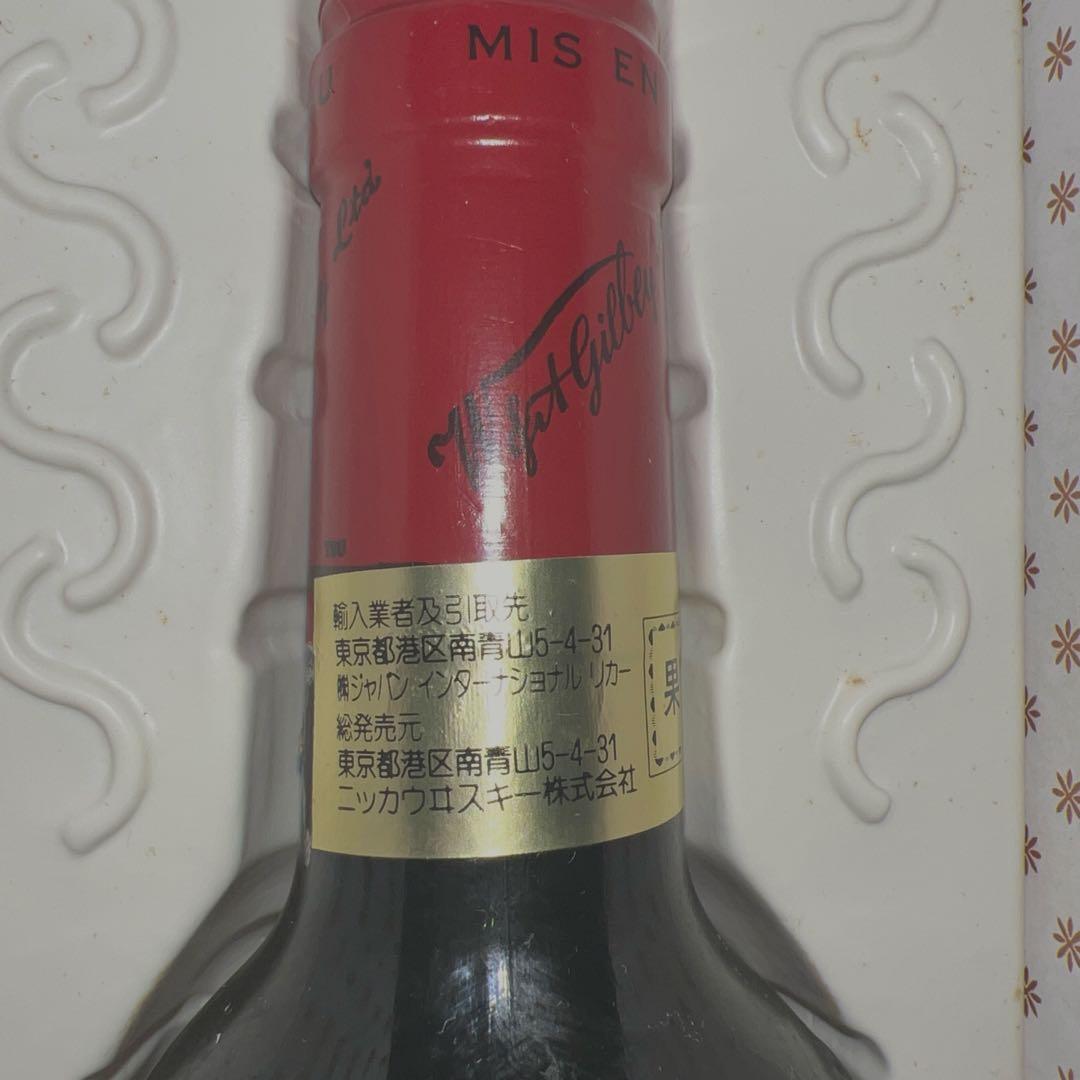 MIS EN
U
Ltd
W & A Gilbey
輸入業者及引取先
東京都港区南青山5-4-31
㈱ジャパン インターナショナル リカー
総発売元
東京都港区南青山5-4-31
ニッカウヰスキー株式会社
果